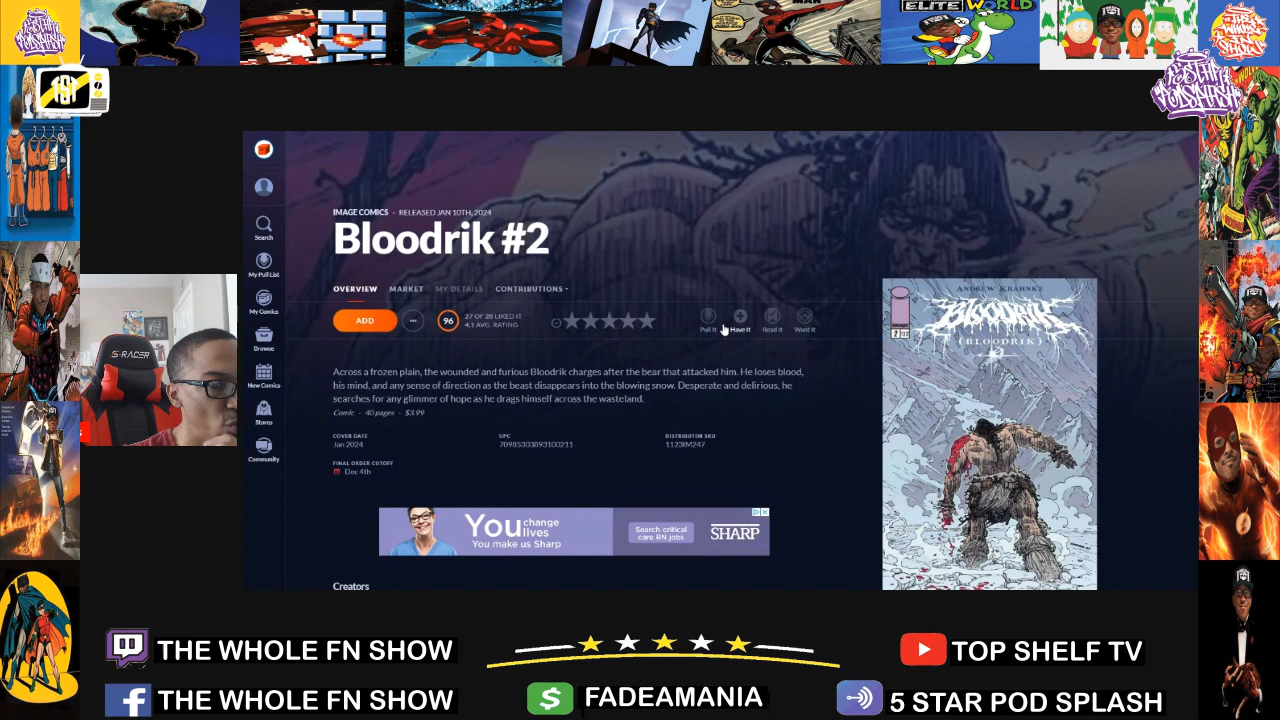 ELITE WORLD
TST
IMAGE COMICS · RELEASED JAN 10TH, 2024
Bloodrik #2
Search
My Pull List
My Comics
Browse
New Comics
Stores
Community
OVERVIEW MARKET MY DETAILS CONTRIBUTIONS
ADD
96
27 OF 28 LIKED IT
4.1 AVG. RATING
Pull It Have It Read It Want It
Across a frozen plain, the wounded and furious Bloodrik charges after the bear that attacked him. He loses blood,
his mind, and any sense of direction as the beast disappears into the blowing snow. Desperate and delirious, he
searches for any glimmer of hope as he drags himself across the wasteland.
Comic · 40 pages · $3.99
COVER DATE
Jan 2024
UPC
70985303893100211
DISTRIBUTOR SKU
1123IM247
FINAL ORDER CUTOFF
Dec 4th
You change lives
You make us Sharp
Search critical
care RN jobs
SHARP
Creators
ANDREW KRAHNKE
BLOODRIK
(BLOODRIK)
image
2
S-RACER
THE WHOLE FN SHOW
TOP SHELF TV
THE WHOLE FN SHOW
FADEAMANIA
5 STAR POD SPLASH